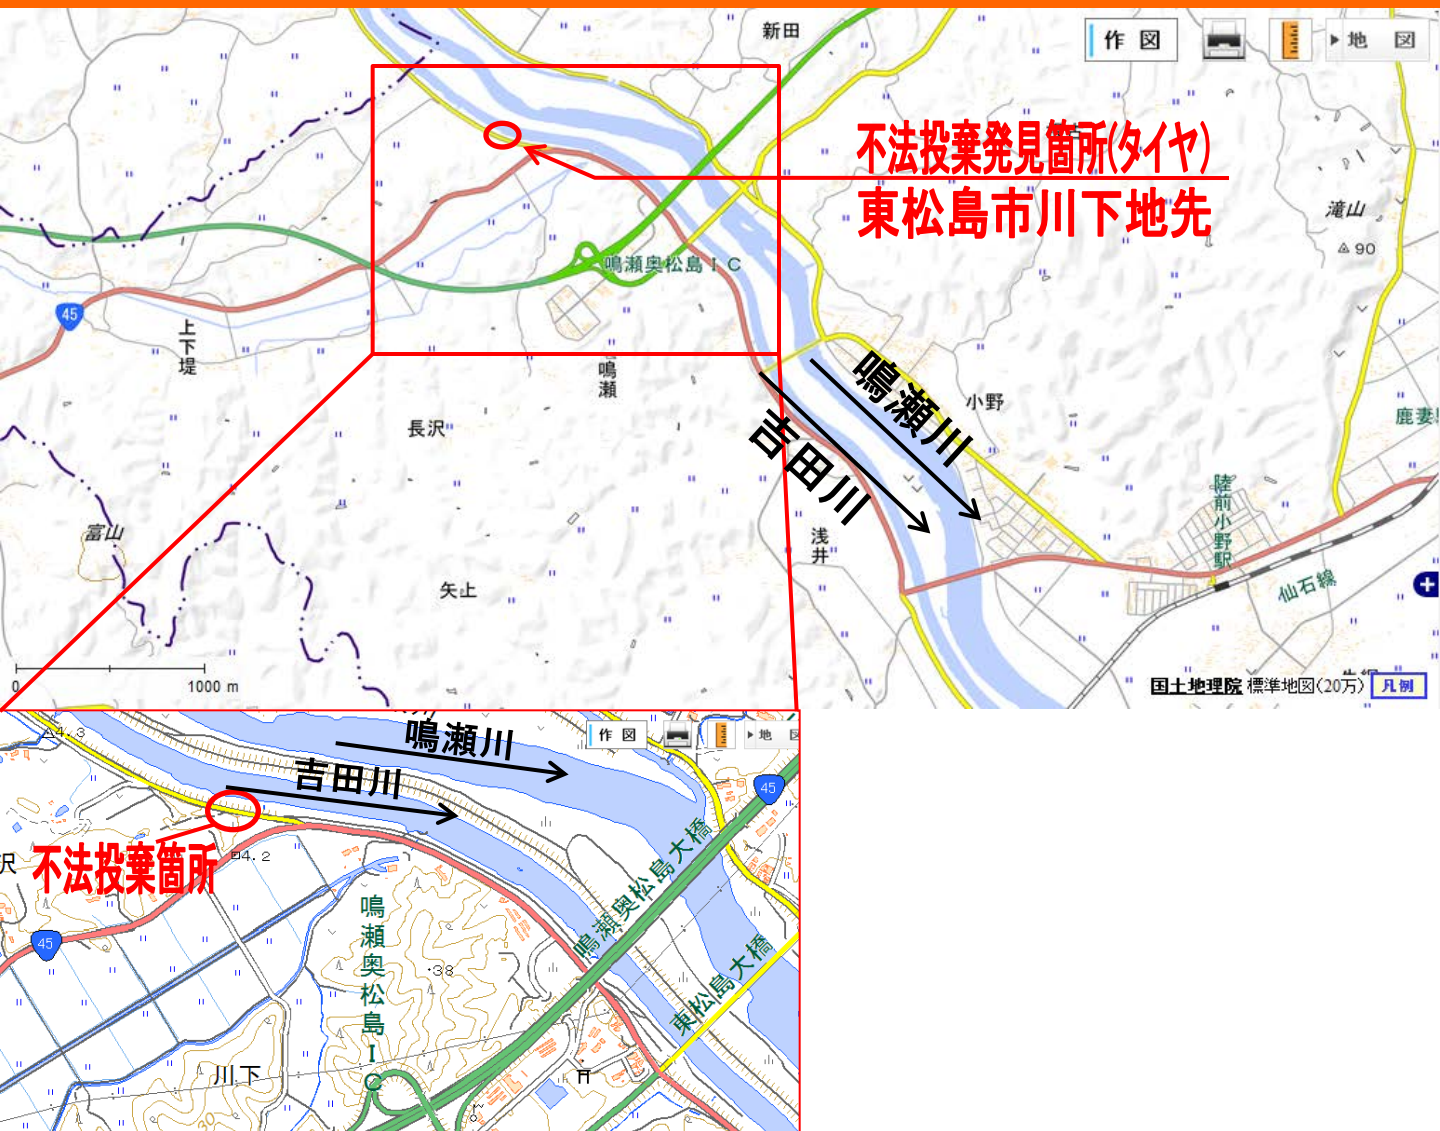 新田
作 図
地 図
不法投棄発見箇所(タイヤ)
東松島市川下地先
滝山
90
鳴瀬奥松島IC
45
上下堤
鳴瀬
鳴瀬川
小野
鹿妻
長沢
吉田川
陸前小野駅
富山
浅井
矢上
仙石線
0
1000 m
国土地理院 標準地図(20万)
凡例
4.3
鳴瀬川
作 図
地 図
吉田川
45
不法投棄箇所
4.2
沢
鳴瀬奥松島大橋
鳴瀬奥松島IC
45
38
東松島大橋
川下
30